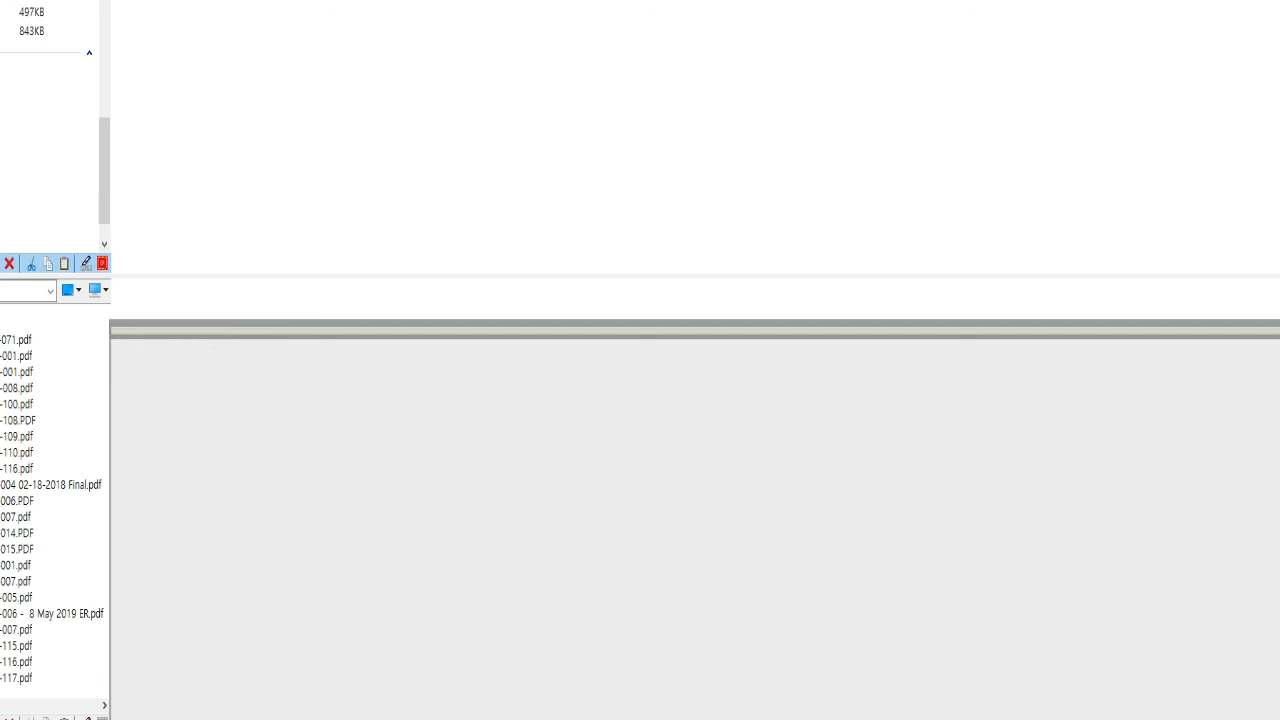 497KB
843KB
-071.pdf
-001.pdf
-001.pdf
-008.pdf
-100.pdf
-108.PDF
-109.pdf
-110.pdf
-116.pdf
004 02-18-2018 Final.pdf
006.PDF
007.pdf
014.PDF
015.PDF
001.pdf
007.pdf
-005.pdf
-006 - 8 May 2019 ER.pdf
-007.pdf
-115.pdf
-116.pdf
-117.pdf